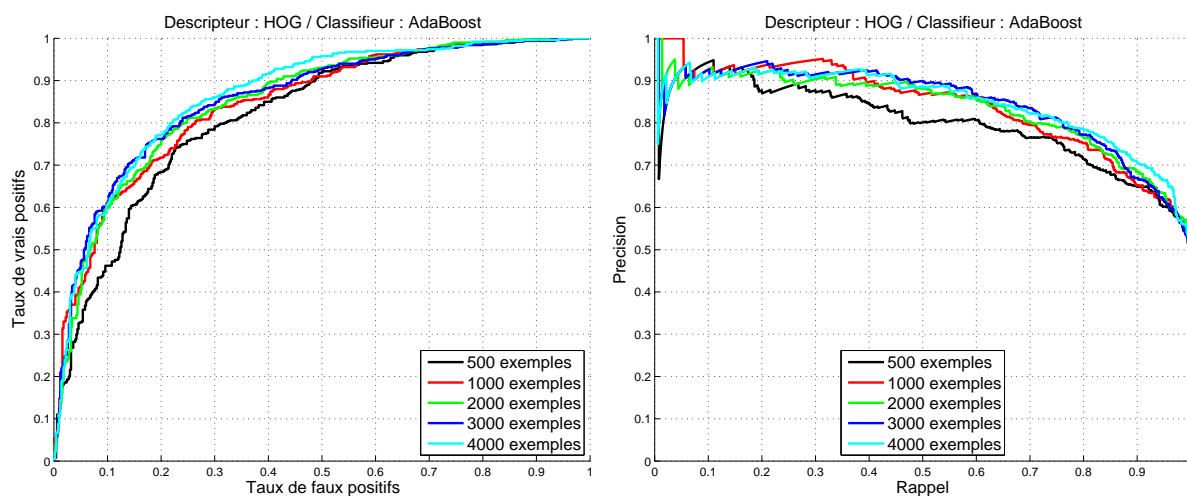 Descripteur : HOG / Classifieur : AdaBoost
1
0.9
0.8
0.7
0.6
0.5
0.4
0.3
0.2
0.1
0
Taux de vrais positifs
0 0.1 0.2 0.3 0.4 0.5 0.6 0.7 0.8 0.9 1
Taux de faux positifs
500 exemples
1000 exemples
2000 exemples
3000 exemples
4000 exemples
Descripteur : HOG / Classifieur : AdaBoost
1
0.9
0.8
0.7
0.6
0.5
0.4
0.3
0.2
0.1
0
Precision
0 0.1 0.2 0.3 0.4 0.5 0.6 0.7 0.8 0.9
Rappel
500 exemples
1000 exemples
2000 exemples
3000 exemples
4000 exemples